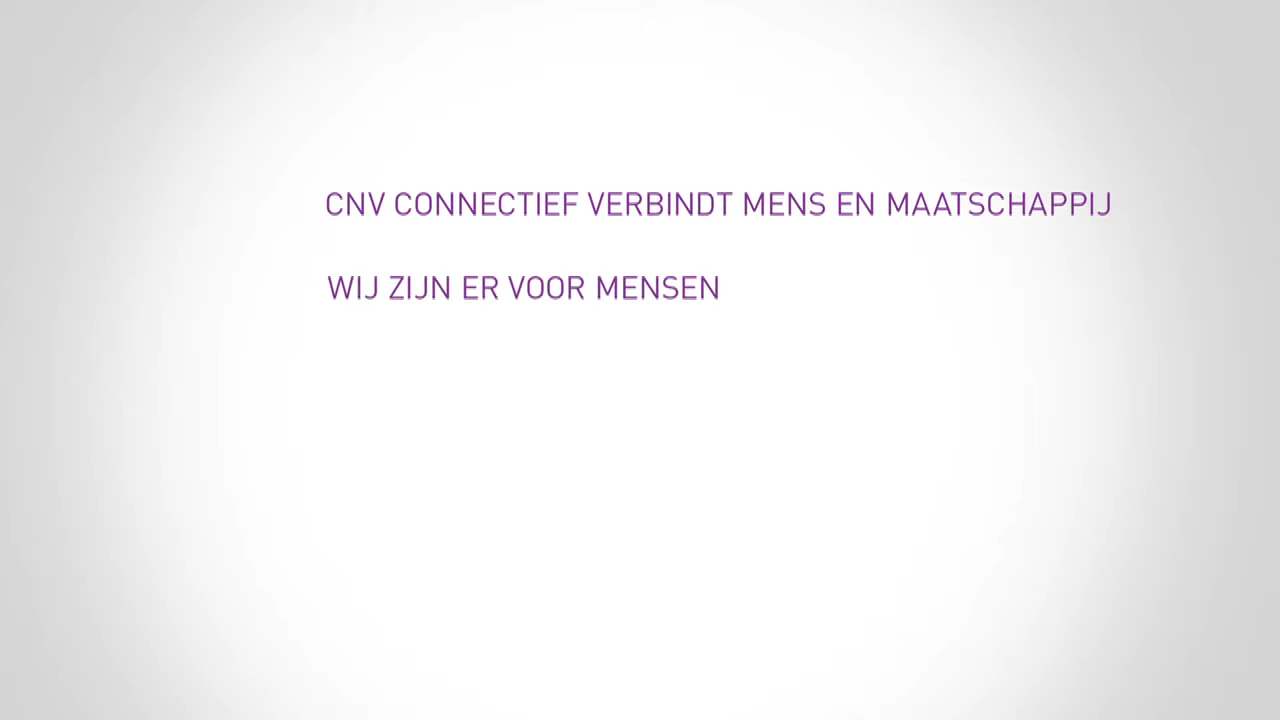 CNV CONNECTIEF VERBINDT MENS EN MAATSCHAPPIJ
WIJ ZIJN ER VOOR MENSEN